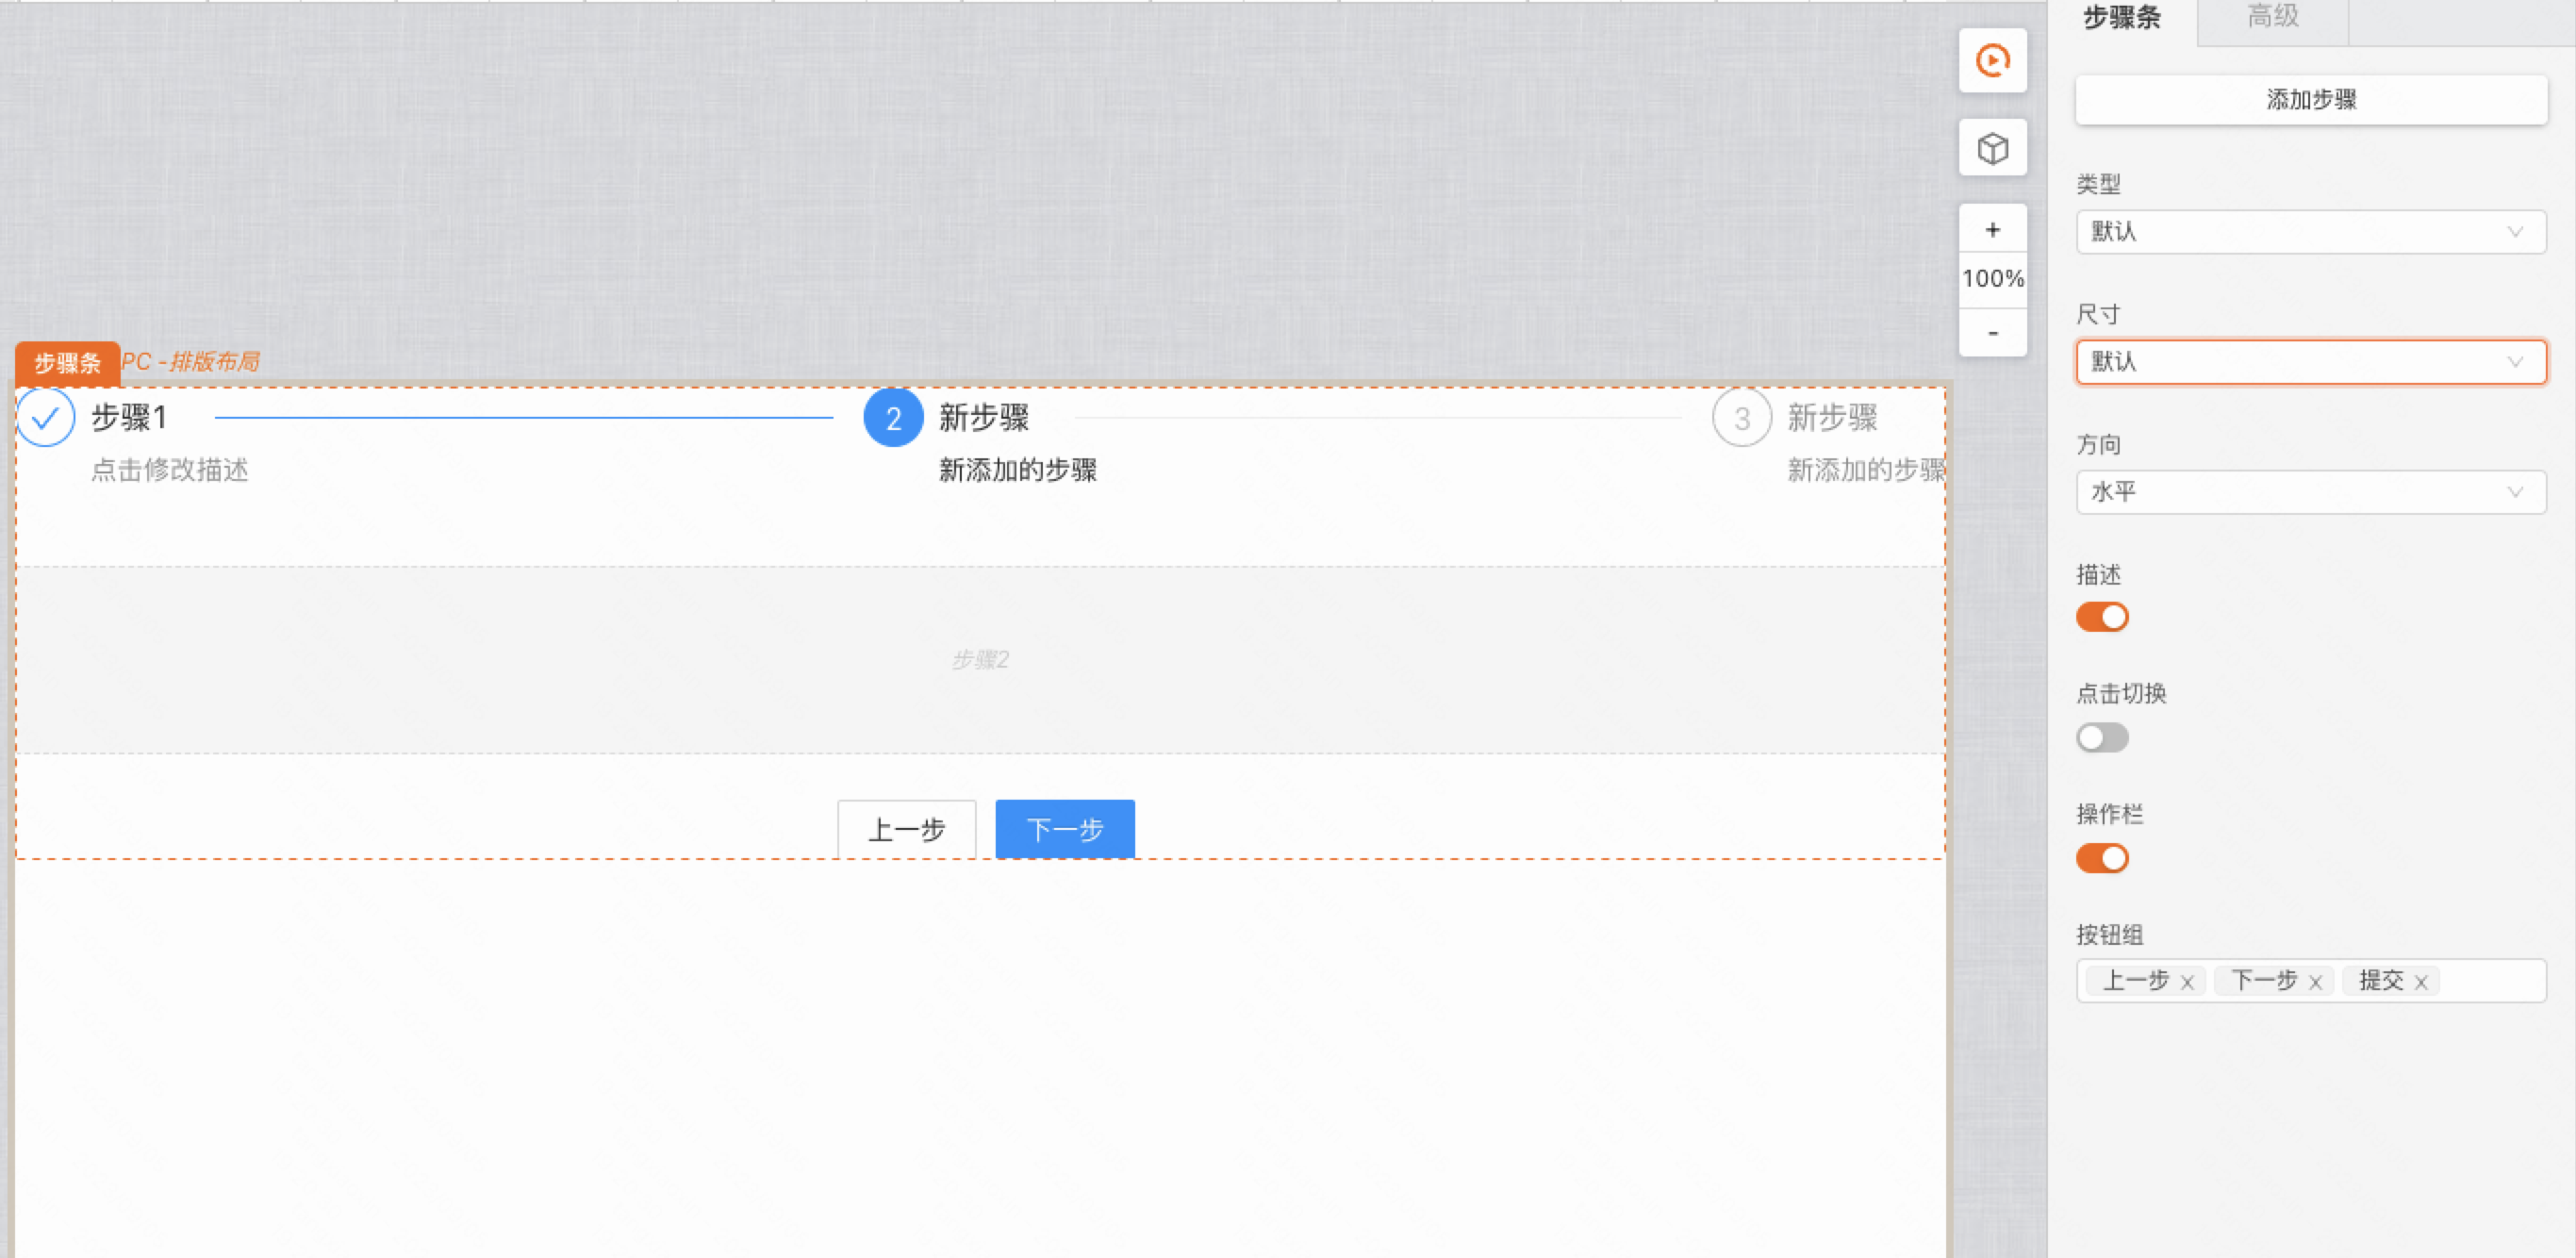 步骤条 高级
添加步骤
类型
默认
+
100%
-
尺寸
默认
步骤条 PC -排版布局
步骤1 2 新步骤 3 新步骤
点击修改描述 新添加的步骤 新添加的步骤
方向
水平
描述
步骤2
点击切换
操作栏
上一步 下一步
按钮组
上一步 x 下一步 x 提交 x